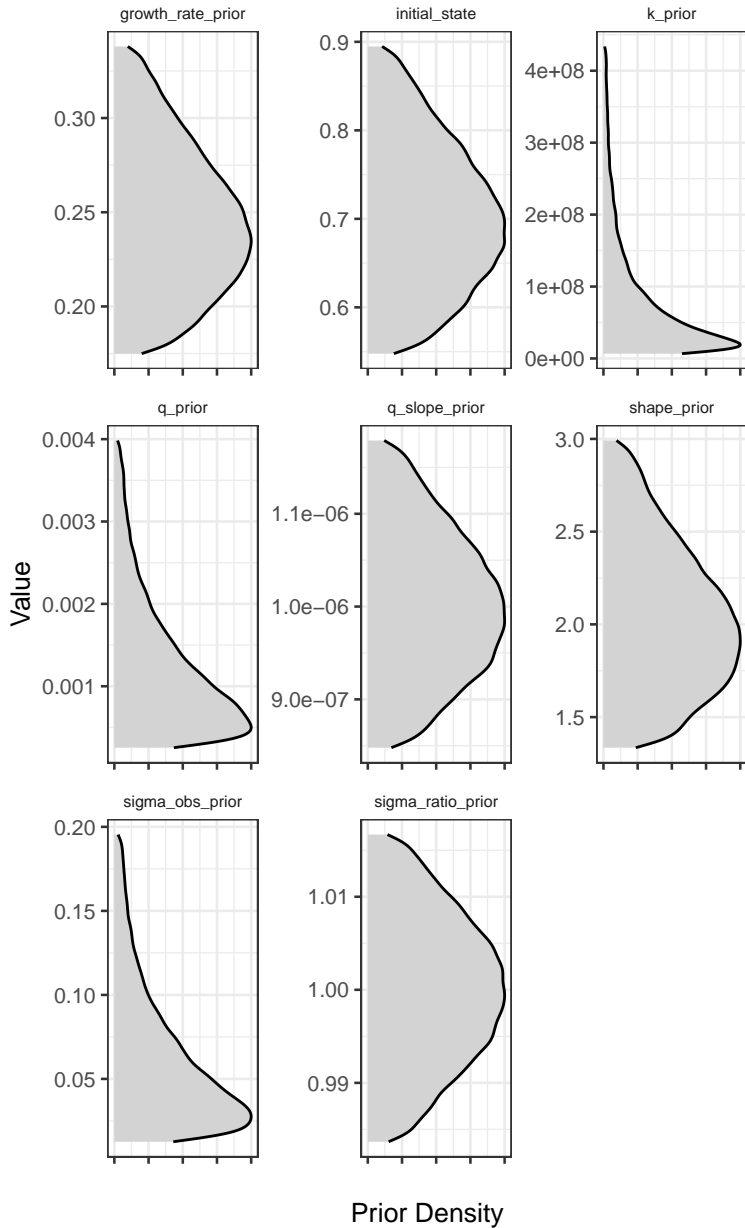 growth_rate_prior
initial_state
k_prior
0.30
0.25
0.20
0.9
0.8
0.7
0.6
4e+08
3e+08
2e+08
1e+08
0e+00
q_prior
q_slope_prior
shape_prior
0.004
0.003
0.002
0.001
1.1e−06
1.0e−06
9.0e−07
3.0
2.5
2.0
1.5
Value
sigma_obs_prior
sigma_ratio_prior
0.20
0.15
0.10
0.05
1.01
1.00
0.99
Prior Density